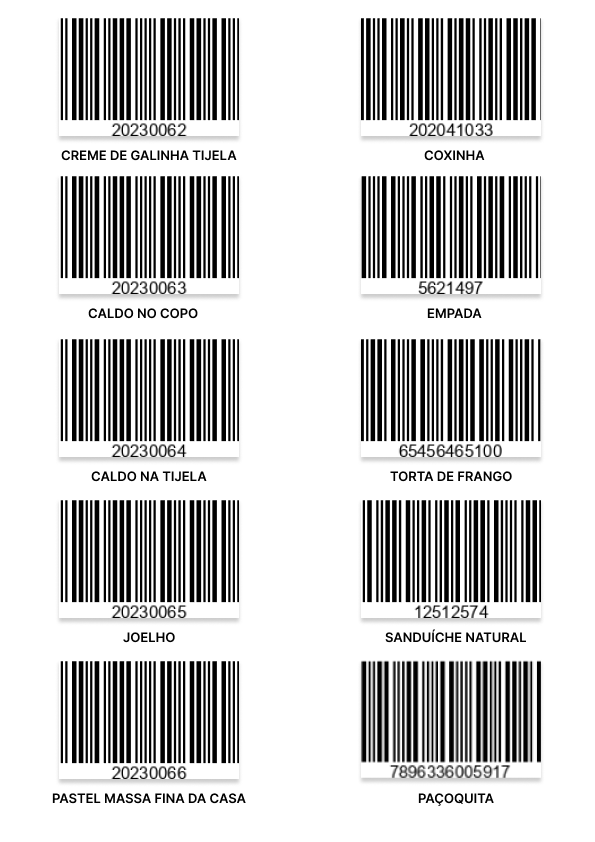 20230062
CREME DE GALINHA TIJELA
202041033
COXINHA
20230063
CALDO NO COPO
5621497
EMPADA
20230064
CALDO NA TIJELA
65456465100
TORTA DE FRANGO
20230065
JOELHO
12512574
SANDUÍCHE NATURAL
20230066
PASTEL MASSA FINA DA CASA
7896336005917
PAÇOQUITA